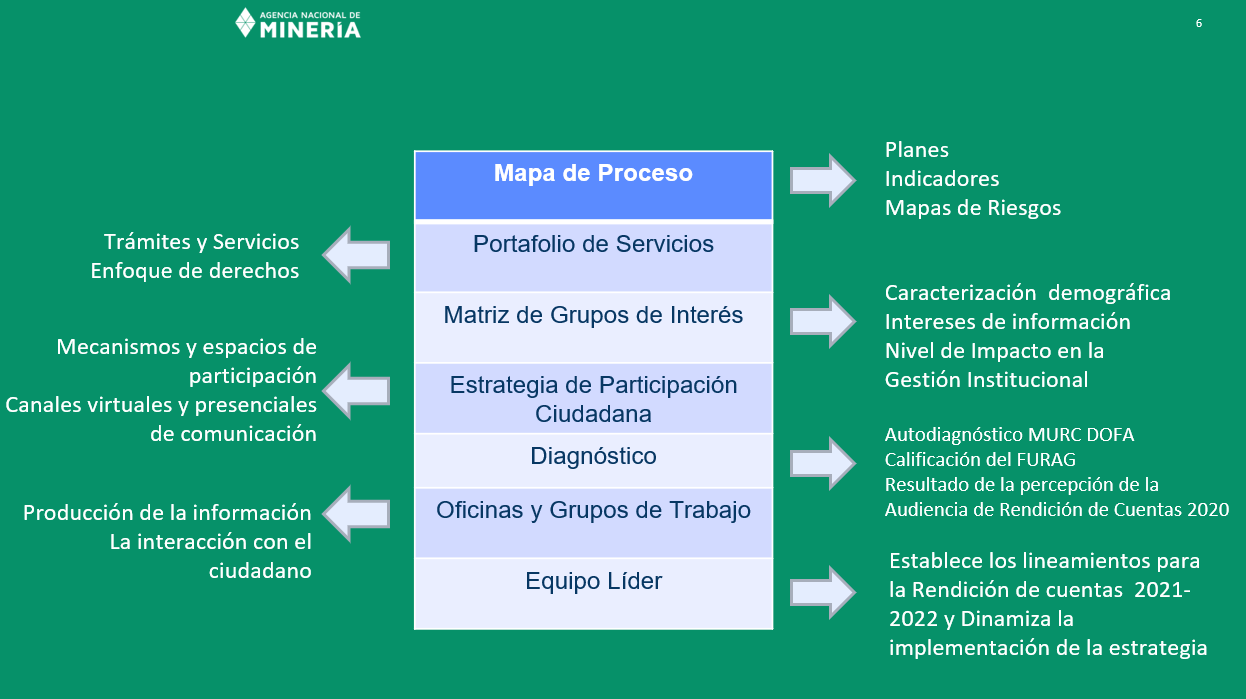 AGENCIA NACIONAL DE
MINERÍA
6
Mapa de Proceso
Planes
Indicadores
Mapas de Riesgos
Portafolio de Servicios
Trámites y Servicios
Enfoque de derechos
Matriz de Grupos de Interés
Caracterización  demográfica
Intereses de información
Nivel de Impacto en la
Gestión Institucional
Estrategia de Participación
Ciudadana
Mecanismos y espacios de
participación
Canales virtuales y presenciales
de comunicación
Diagnóstico
Autodiagnóstico MURC DOFA
Calificación del FURAG
Resultado de la percepción de la
Audiencia de Rendición de Cuentas 2020
Oficinas y Grupos de Trabajo
Producción de la información
La interacción con el
ciudadano
Equipo Líder
Establece los lineamientos para
la Rendición de cuentas  2021-
2022 y Dinamiza la
implementación de la estrategia